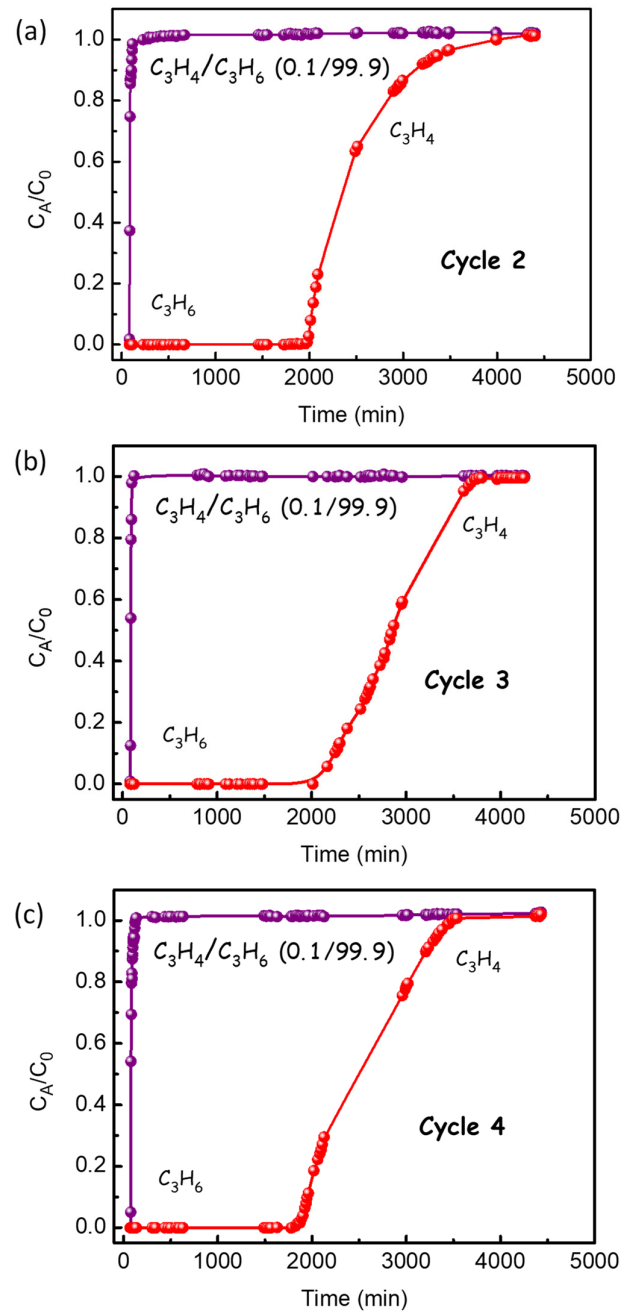 (a)
1.0
0.8
0.6
0.4
0.2
0.0
C_A/C_0
C₃H₄/C₃H₆ (0.1/99.9)
C₃H₄
Cycle 2
C₃H₆
0 1000 2000 3000 4000 5000
Time (min)
(b)
1.0
0.8
0.6
0.4
0.2
0.0
C_A/C_0
C₃H₄/C₃H₆ (0.1/99.9)
C₃H₄
Cycle 3
C₃H₆
0 1000 2000 3000 4000 5000
Time (min)
(c)
1.0
0.8
0.6
0.4
0.2
0.0
C_A/C_0
C₃H₄/C₃H₆ (0.1/99.9)
C₃H₄
Cycle 4
C₃H₆
0 1000 2000 3000 4000 5000
Time (min)